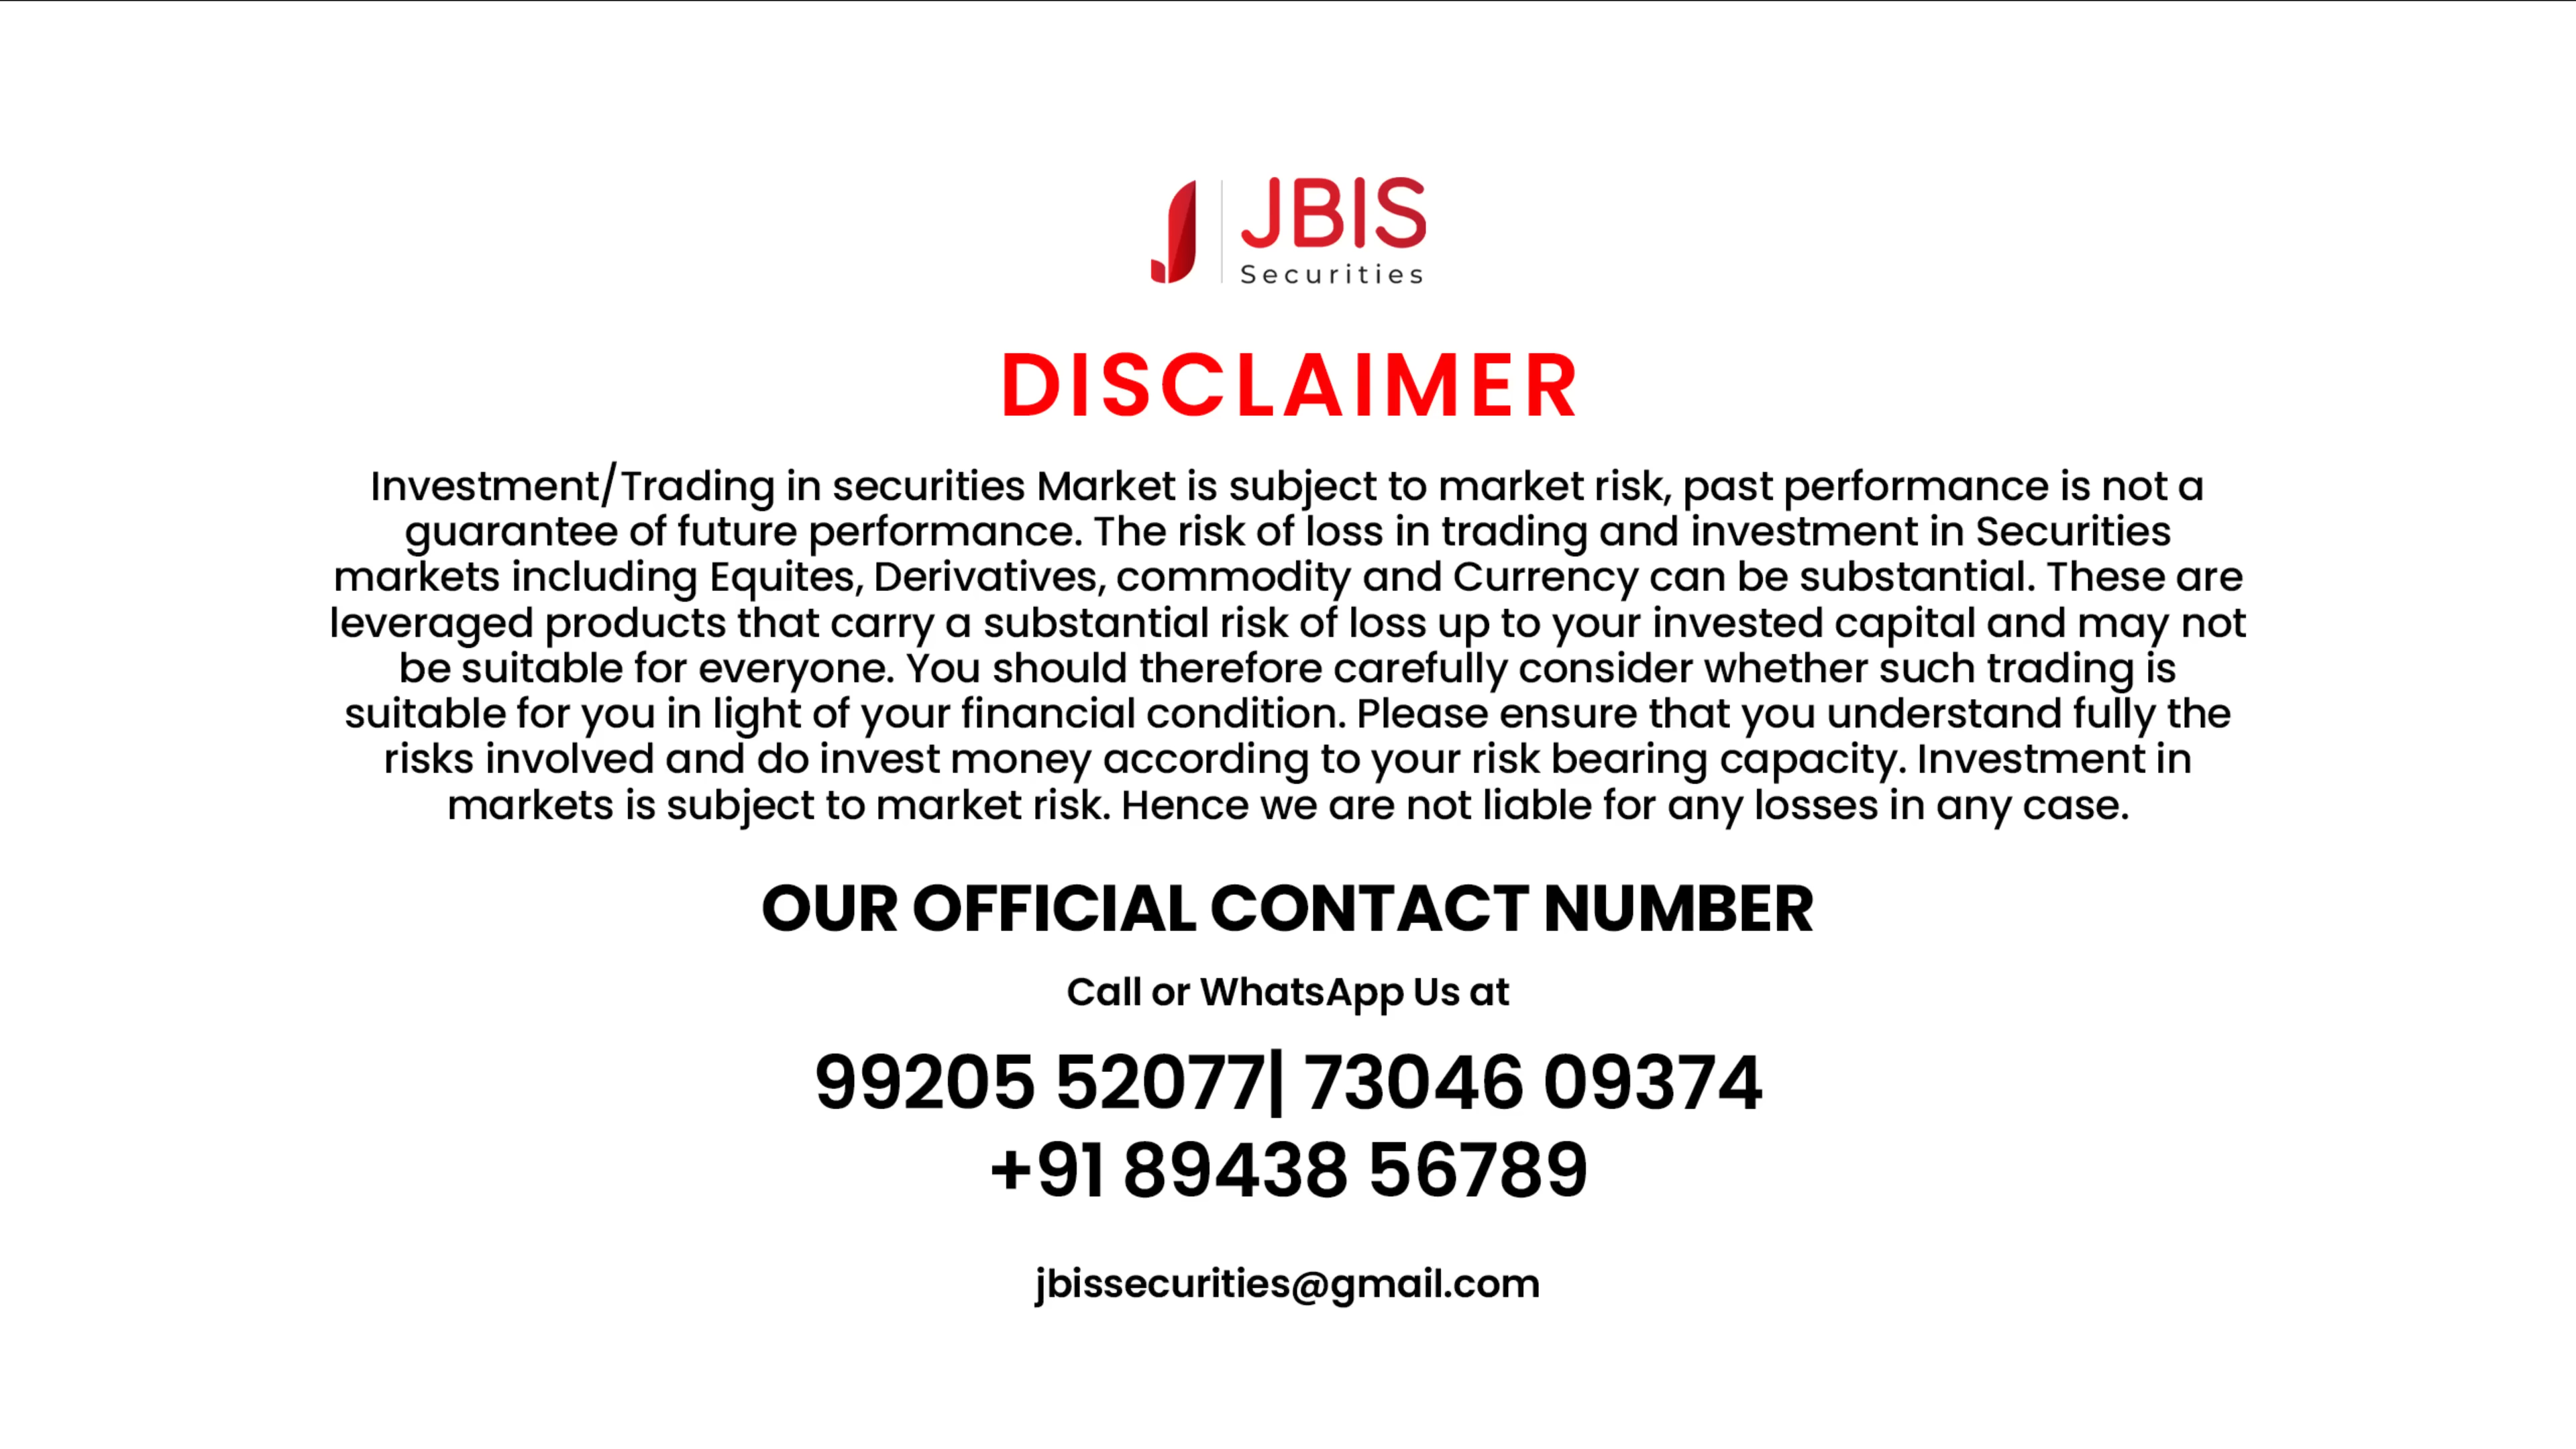 JBIS
Securities
DISCLAIMER
Investment/Trading in securities Market is subject to market risk, past performance is not a
guarantee of future performance. The risk of loss in trading and investment in Securities
markets including Equites, Derivatives, commodity and Currency can be substantial. These are
leveraged products that carry a substantial risk of loss up to your invested capital and may not
be suitable for everyone. You should therefore carefully consider whether such trading is
suitable for you in light of your financial condition. Please ensure that you understand fully the
risks involved and do invest money according to your risk bearing capacity. Investment in
markets is subject to market risk. Hence we are not liable for any losses in any case.
OUR OFFICIAL CONTACT NUMBER
Call or WhatsApp Us at
99205 52077| 73046 09374
+91 89438 56789
jbissecurities@gmail.com